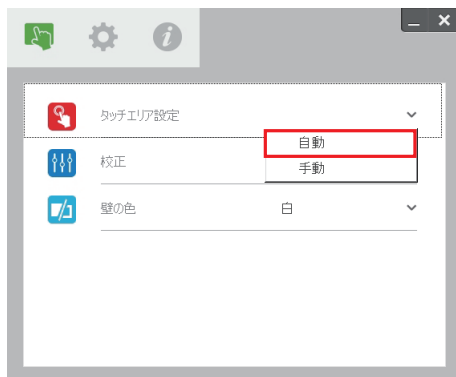 タッチエリア設定
自動
校正
手動
壁の色
白